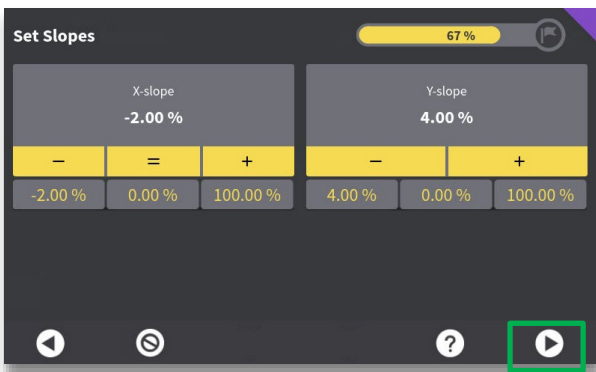 Set Slopes
67 %
X-slope
-2.00 %
Y-slope
4.00 %
− = +
− +
-2.00 % 0.00 % 100.00 %
4.00 % 0.00 % 100.00 %
?